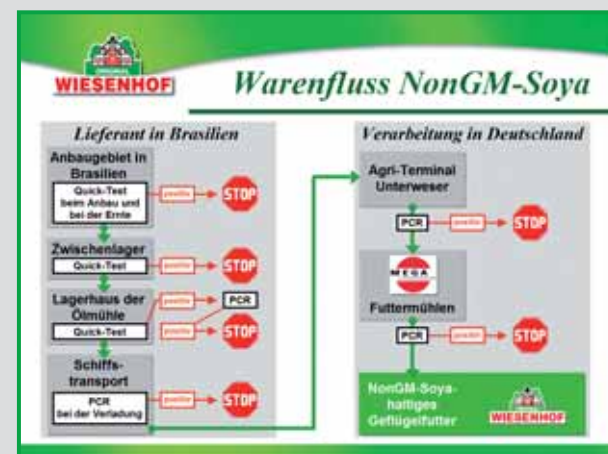 ORIGINAL
WIESENHOF
Warenfluss NonGM-Soya
Lieferant in Brasilien
Anbaugebiet in
Brasilien
Quick-Test
beim Anbau und
bei der Ernte
positiv
STOP
Zwischenlager
Quick-Test
positiv
STOP
Lagerhaus der
Ölmühle
Quick-Test
positiv
PCR
positiv
STOP
Schiffs-
transport
PCR
bei der Verladung
positiv
STOP
Verarbeitung in Deutschland
Agri-Terminal
Unterweser
PCR
positiv
STOP
MEGA
Futtermühlen
PCR
positiv
STOP
NonGM-Soya-
haltiges
Geflügelfutter
WIESENHOF